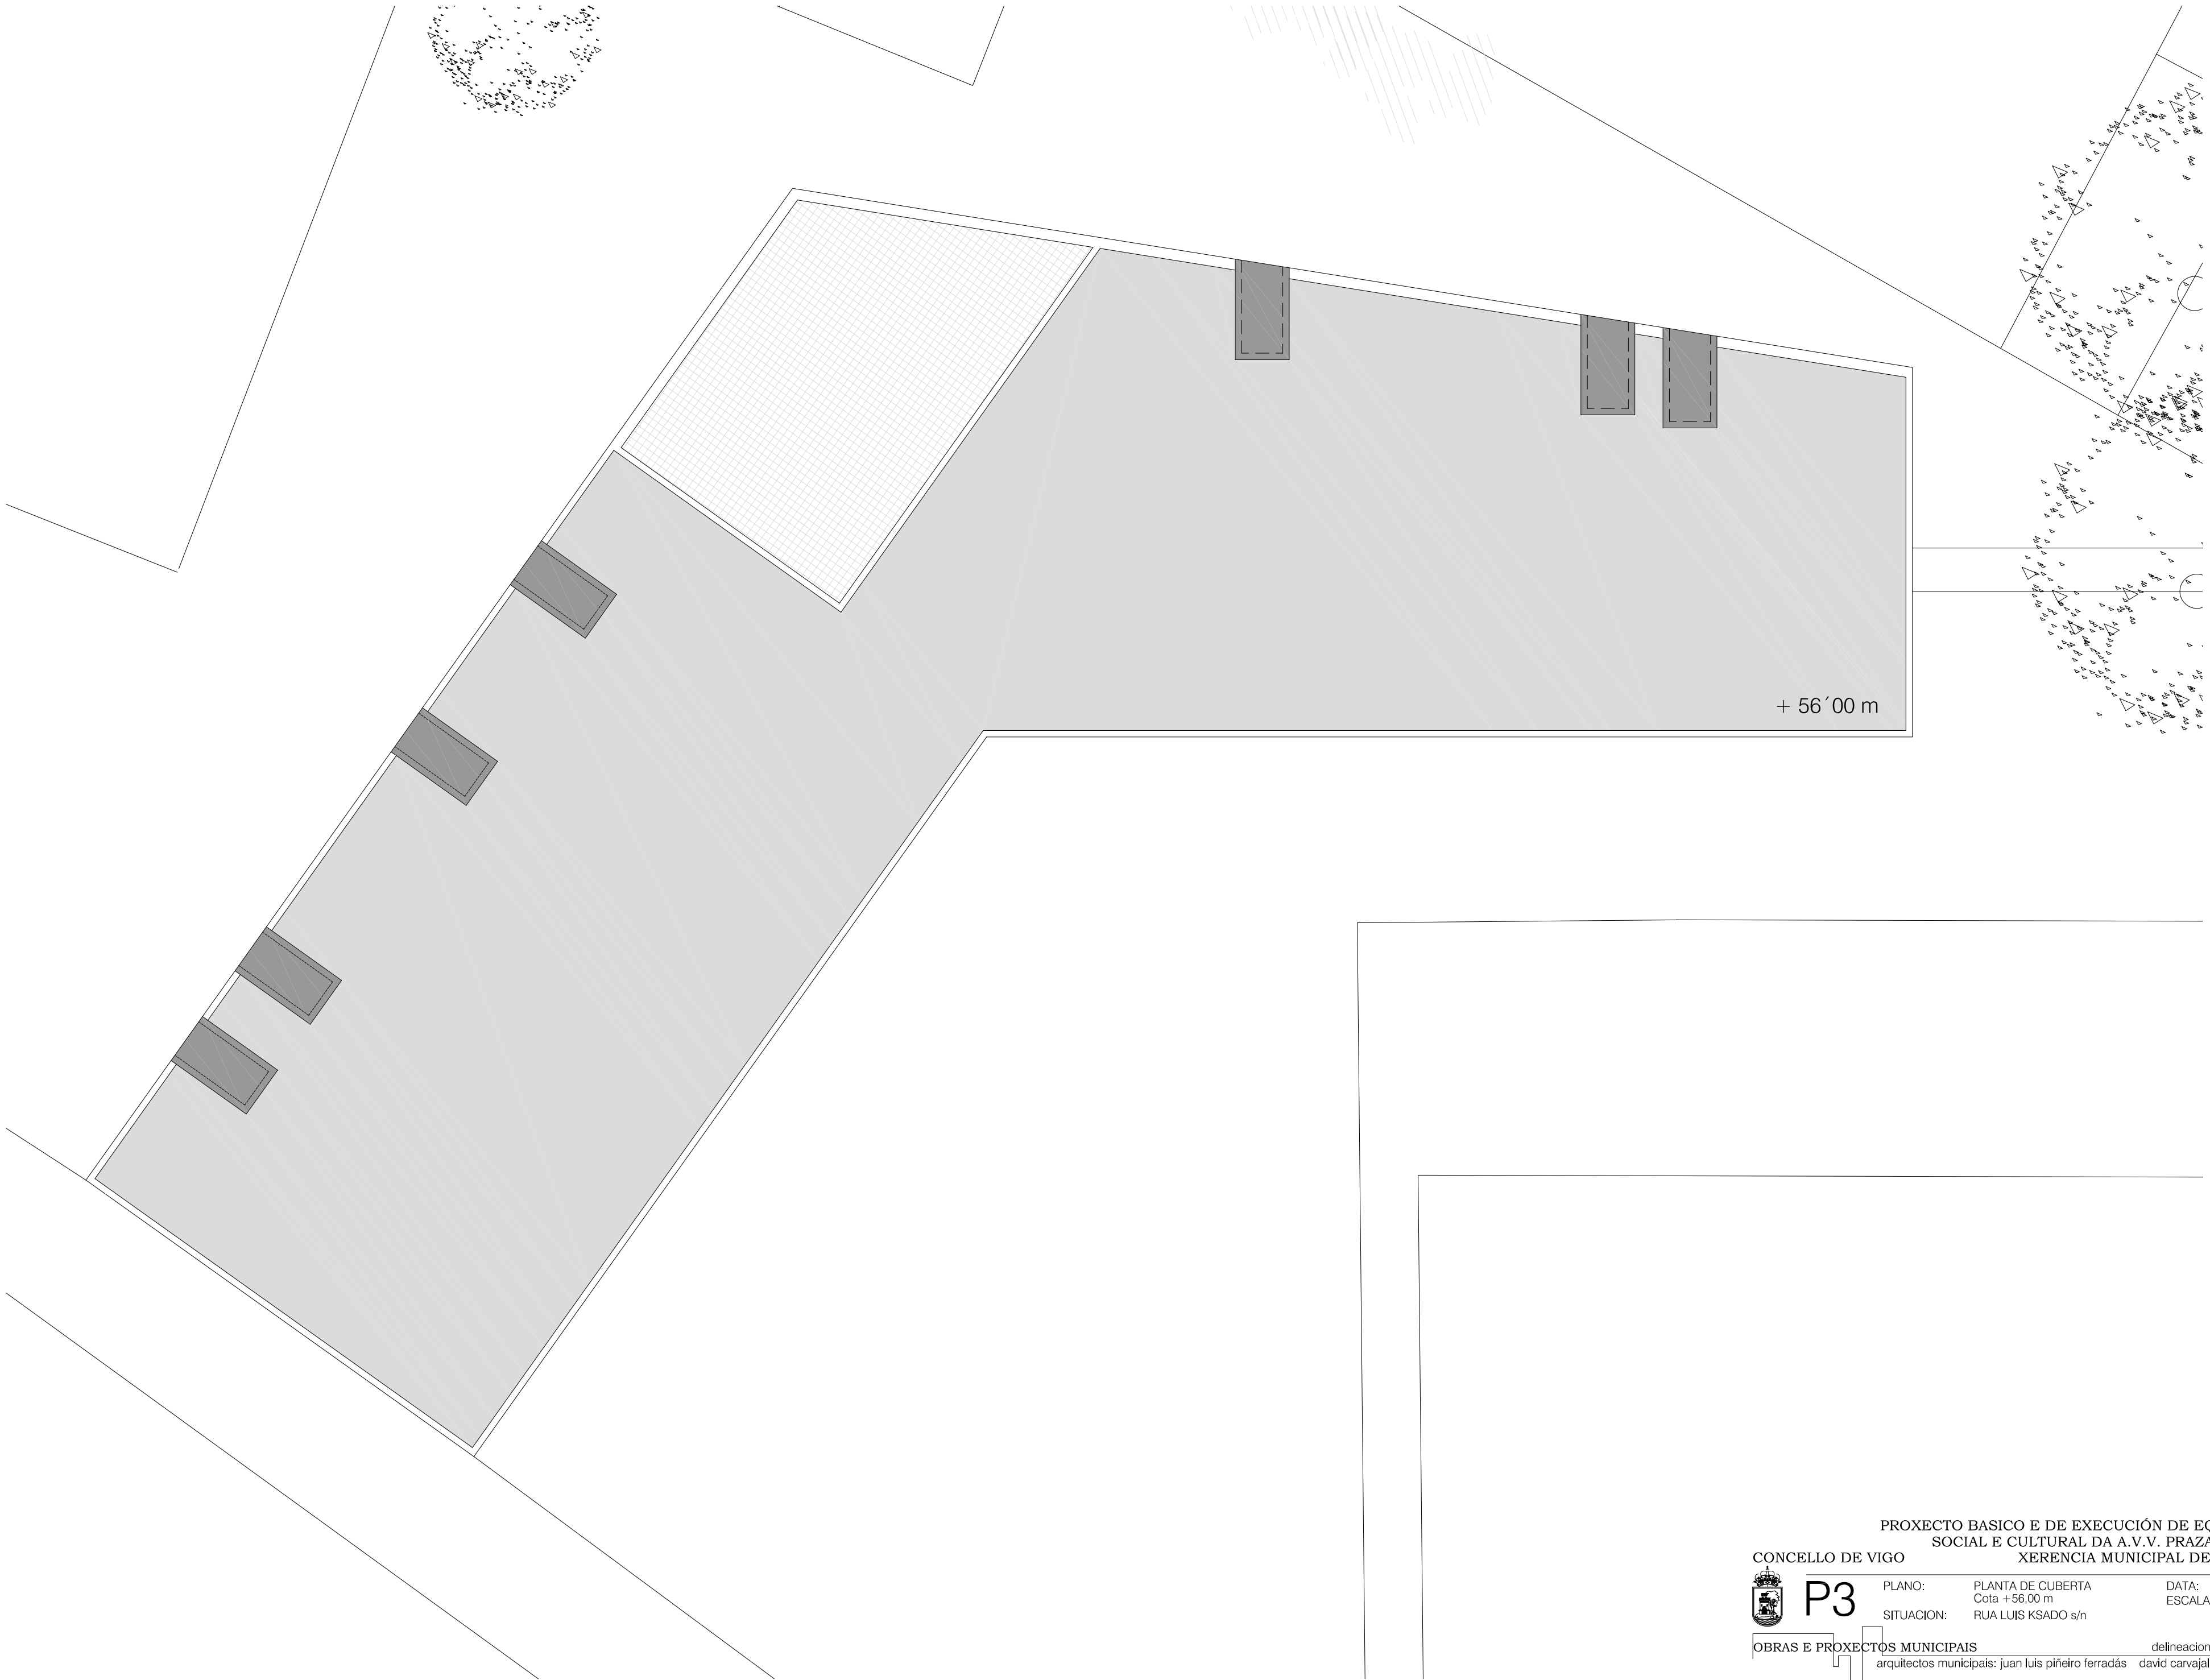 + 56´00 m
PROXECTO BASICO E DE EXECUCIÓN DE
SOCIAL E CULTURAL DA A.V.V. PRAZA
CONCELLO DE VIGO XERENCIA MUNICIPAL DE
P3 PLANO: PLANTA DE CUBERTA DATA:
Cota +56,00 m ESCALA
SITUACION: RUA LUIS KSADO s/n
OBRAS E PROXECTOS MUNICIPAIS delineacion
arquitectos municipais: juan luis piñeiro ferradás david carvajal